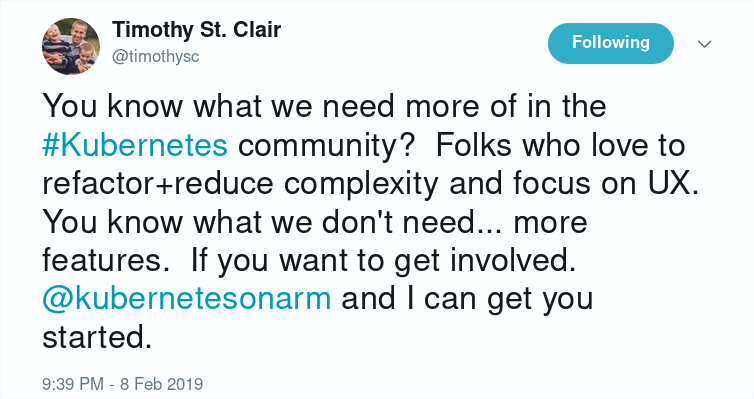 Timothy St. Clair
@timothysc
Following
You know what we need more of in the
#Kubernetes community?  Folks who love to
refactor+reduce complexity and focus on UX.
You know what we don't need... more
features.  If you want to get involved.
@kubernetesonarm and I can get you
started.
9:39 PM - 8 Feb 2019